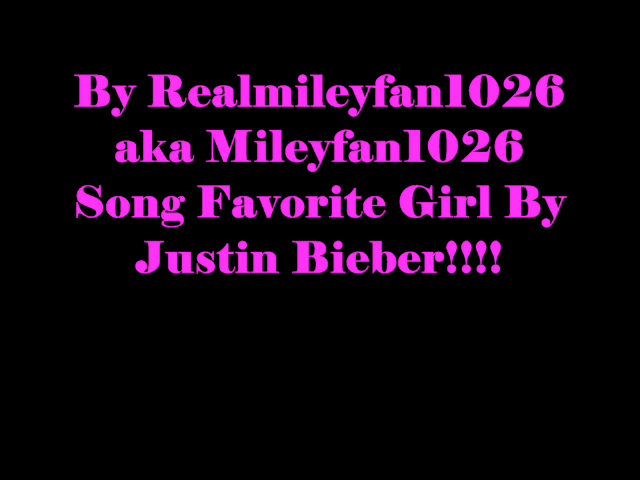 By Realmileyfan1026
aka Mileyfan1026
Song Favorite Girl By
Justin Bieber!!!!